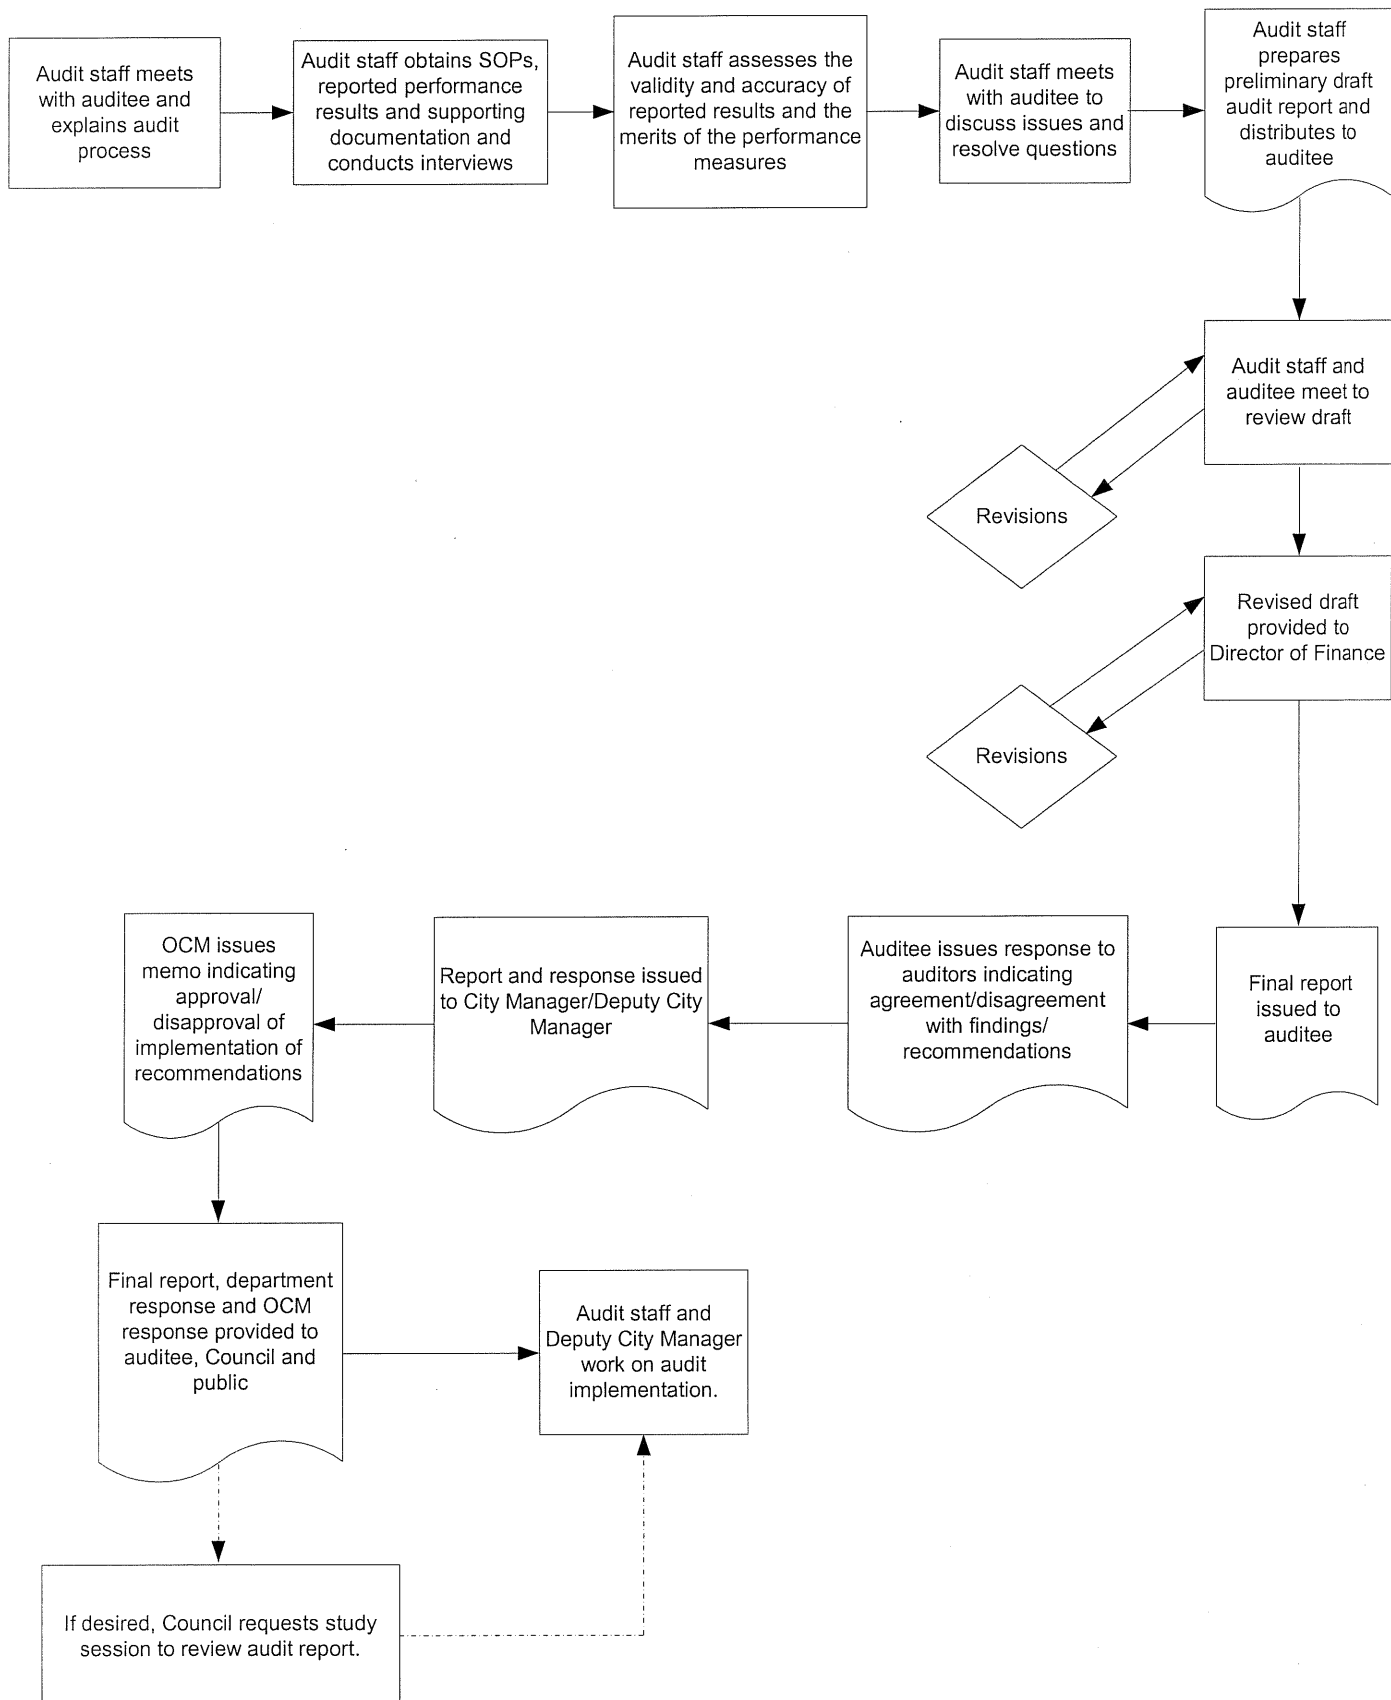 Audit staff meets
with auditee and
explains audit
process
Audit staff obtains SOPs,
reported performance
results and supporting
documentation and
conducts interviews
Audit staff assesses the
validity and accuracy of
reported results and the
merits of the performance
measures
Audit staff meets
with auditee to
discuss issues and
resolve questions
Audit staff
prepares
preliminary draft
audit report and
distributes to
auditee
Audit staff and
auditee meet to
review draft
Revisions
Revised draft
provided to
Director of Finance
Revisions
Final report
issued to
auditee
Auditee issues response to
auditors indicating
agreement/disagreement
with findings/
recommendations
Report and response issued
to City Manager/Deputy City
Manager
OCM issues
memo indicating
approval/
disapproval of
implementation of
recommendations
Final report, department
response and OCM
response provided to
auditee, Council and
public
Audit staff and
Deputy City Manager
work on audit
implementation.
If desired, Council requests study
session to review audit report.